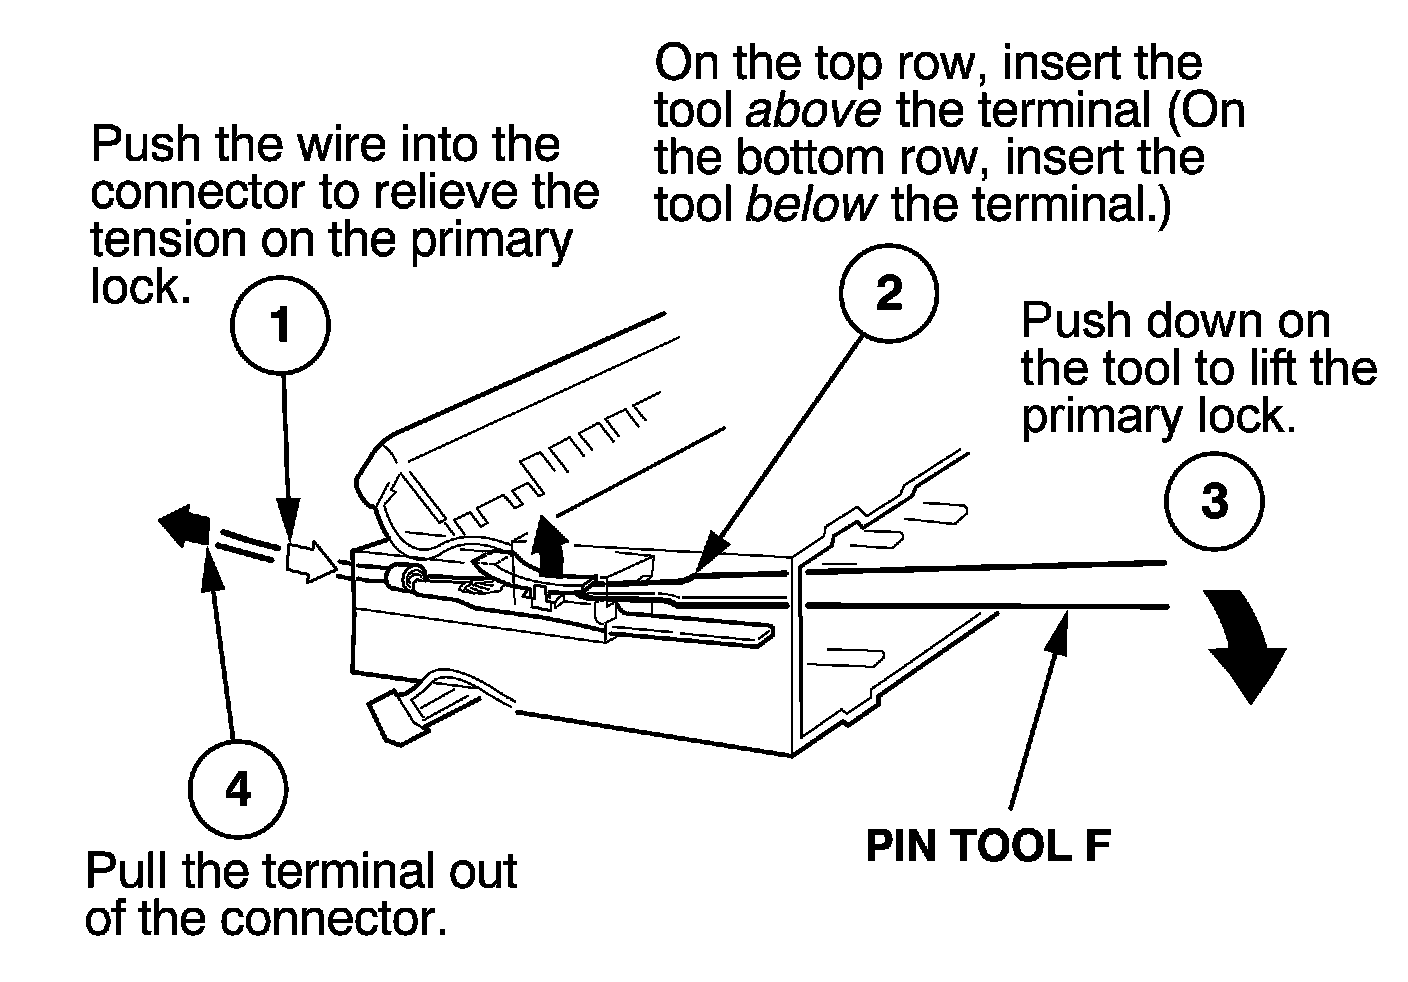 Push the wire into the
connector to relieve the
tension on the primary
lock.
1
On the top row, insert the
tool above the terminal (On
the bottom row, insert the
tool below the terminal.)
2
Push down on
the tool to lift the
primary lock.
3
4
Pull the terminal out
of the connector.
PIN TOOL F